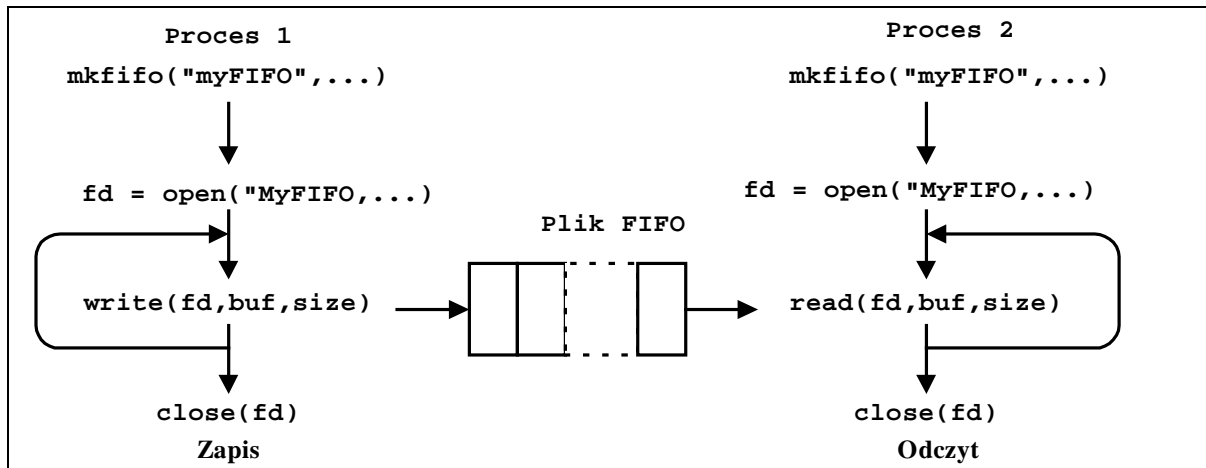 Proces 1
mkfifo("myFIFO",...)
fd = open("MyFIFO,...)
write(fd,buf,size)
close(fd)
Zapis
Plik FIFO
Proces 2
mkfifo("myFIFO",...)
fd = open("MyFIFO,...)
read(fd,buf,size)
close(fd)
Odczyt